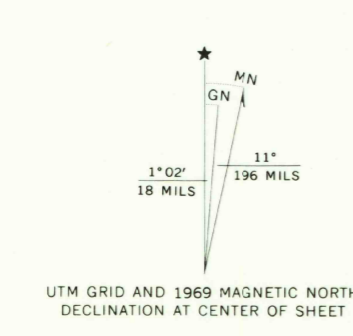 ★
MN
GN
1°02'
18 MILS
11°
196 MILS
UTM GRID AND 1969 MAGNETIC NORTH
DECLINATION AT CENTER OF SHEET